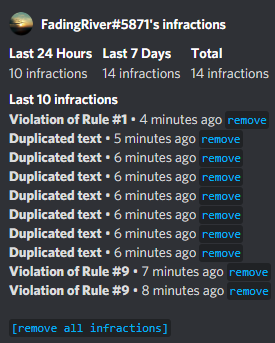 FadingRiver#5871's infractions
Last 24 Hours Last 7 Days Total
10 infractions 14 infractions 14 infractions
Last 10 infractions
Violation of Rule #1 • 4 minutes ago remove
Duplicated text • 5 minutes ago remove
Duplicated text • 6 minutes ago remove
Duplicated text • 6 minutes ago remove
Duplicated text • 6 minutes ago remove
Duplicated text • 6 minutes ago remove
Duplicated text • 6 minutes ago remove
Duplicated text • 6 minutes ago remove
Violation of Rule #9 • 7 minutes ago remove
Violation of Rule #9 • 8 minutes ago remove
[remove all infractions]